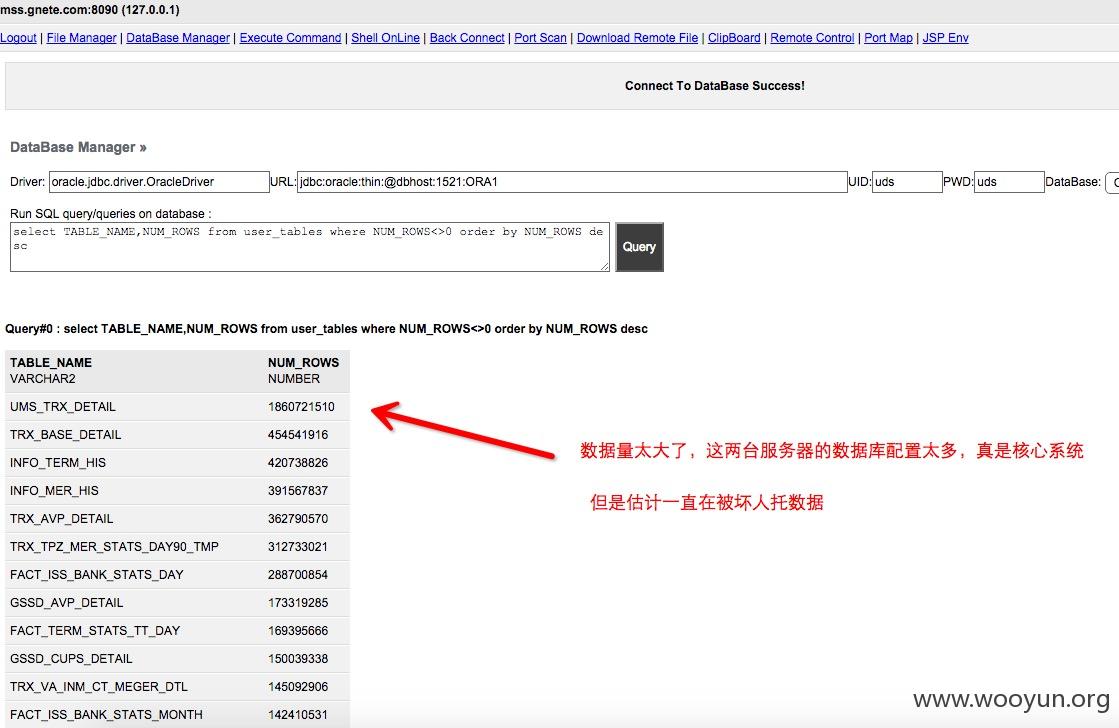 mss.gnete.com:8090 (127.0.0.1)
Logout | File Manager | DataBase Manager | Execute Command | Shell OnLine | Back Connect | Port Scan | Download Remote File | ClipBoard | Remote Control | Port Map | JSP Env
Connect To DataBase Success!
DataBase Manager »
Driver: oracle.jdbc.driver.OracleDriver URL: jdbc:oracle:thin:@dbhost:1521:ORA1 UID: uds PWD: uds DataBase:
Run SQL query/queries on database :
select TABLE_NAME,NUM_ROWS from user_tables where NUM_ROWS<>0 order by NUM_ROWS de
sc
Query
Query#0 : select TABLE_NAME,NUM_ROWS from user_tables where NUM_ROWS<>0 order by NUM_ROWS desc
TABLE_NAME NUM_ROWS
VARCHAR2 NUMBER
UMS_TRX_DETAIL 1860721510
TRX_BASE_DETAIL 454541916
数据量太大了，这两台服务器的数据库配置太多，真是核心系统
INFO_TERM_HIS 420738826
INFO_MER_HIS 391567837
但是估计一直在被坏人托数据
TRX_AVP_DETAIL 362790570
TRX_TPZ_MER_STATS_DAY90_TMP 312733021
FACT_ISS_BANK_STATS_DAY 288700854
GSSD_AVP_DETAIL 173319285
FACT_TERM_STATS_TT_DAY 169395666
GSSD_CUPS_DETAIL 150039338
TRX_VA_INM_CT_MEGER_DTL 145092906
FACT_ISS_BANK_STATS_MONTH 142410531
www.wooyun.org